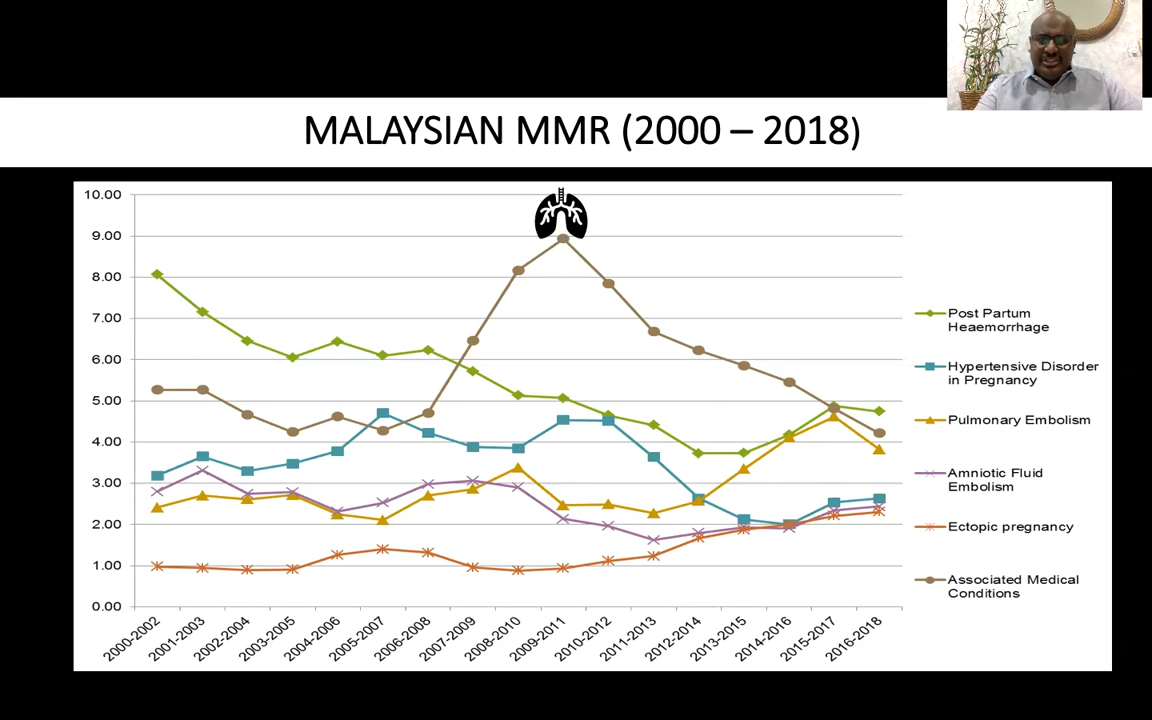 MALAYSIAN MMR (2000 – 2018)
10.00
9.00
8.00
7.00
6.00
5.00
4.00
3.00
2.00
1.00
0.00
2000-2002
2001-2003
2002-2004
2003-2005
2004-2006
2005-2007
2006-2008
2007-2009
2008-2010
2009-2011
2010-2012
2011-2013
2012-2014
2013-2015
2014-2016
2015-2017
2016-2018
Post Partum
Heaemorrhage
Hypertensive Disorder
in Pregnancy
Pulmonary Embolism
Amniotic Fluid
Embolism
Ectopic pregnancy
Associated Medical
Conditions